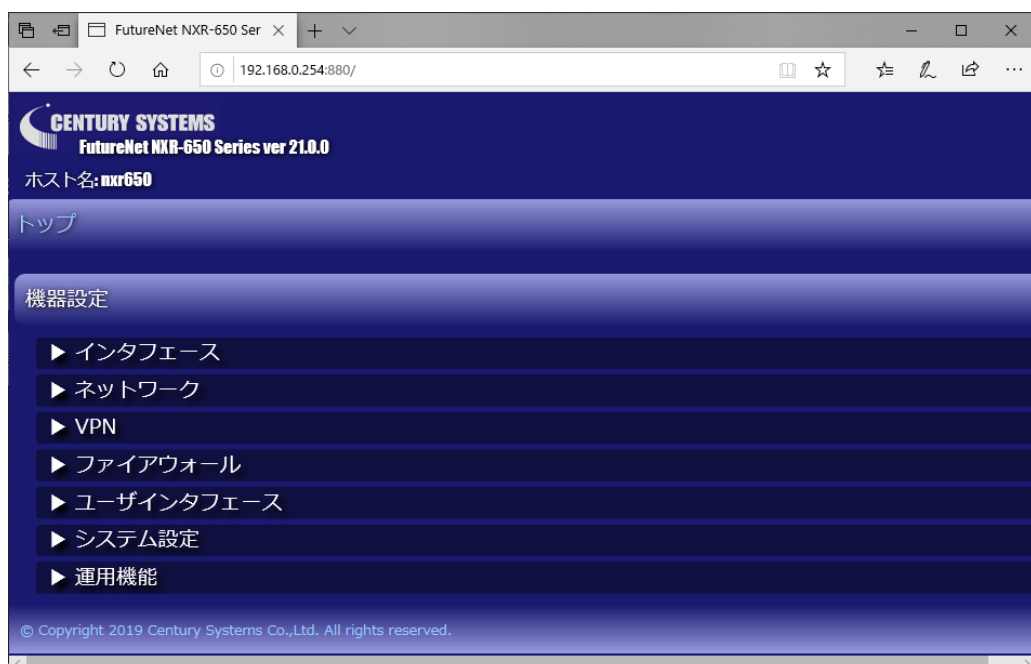 FutureNet NXR-650 Ser
192.168.0.254:880/
CENTURY SYSTEMS
FutureNet NXR-650 Series ver 21.0.0
ホスト名: nxr650
トップ
機器設定
▶ インタフェース
▶ ネットワーク
▶ VPN
▶ ファイアウォール
▶ ユーザインタフェース
▶ システム設定
▶ 運用機能
© Copyright 2019 Century Systems Co.,Ltd. All rights reserved.